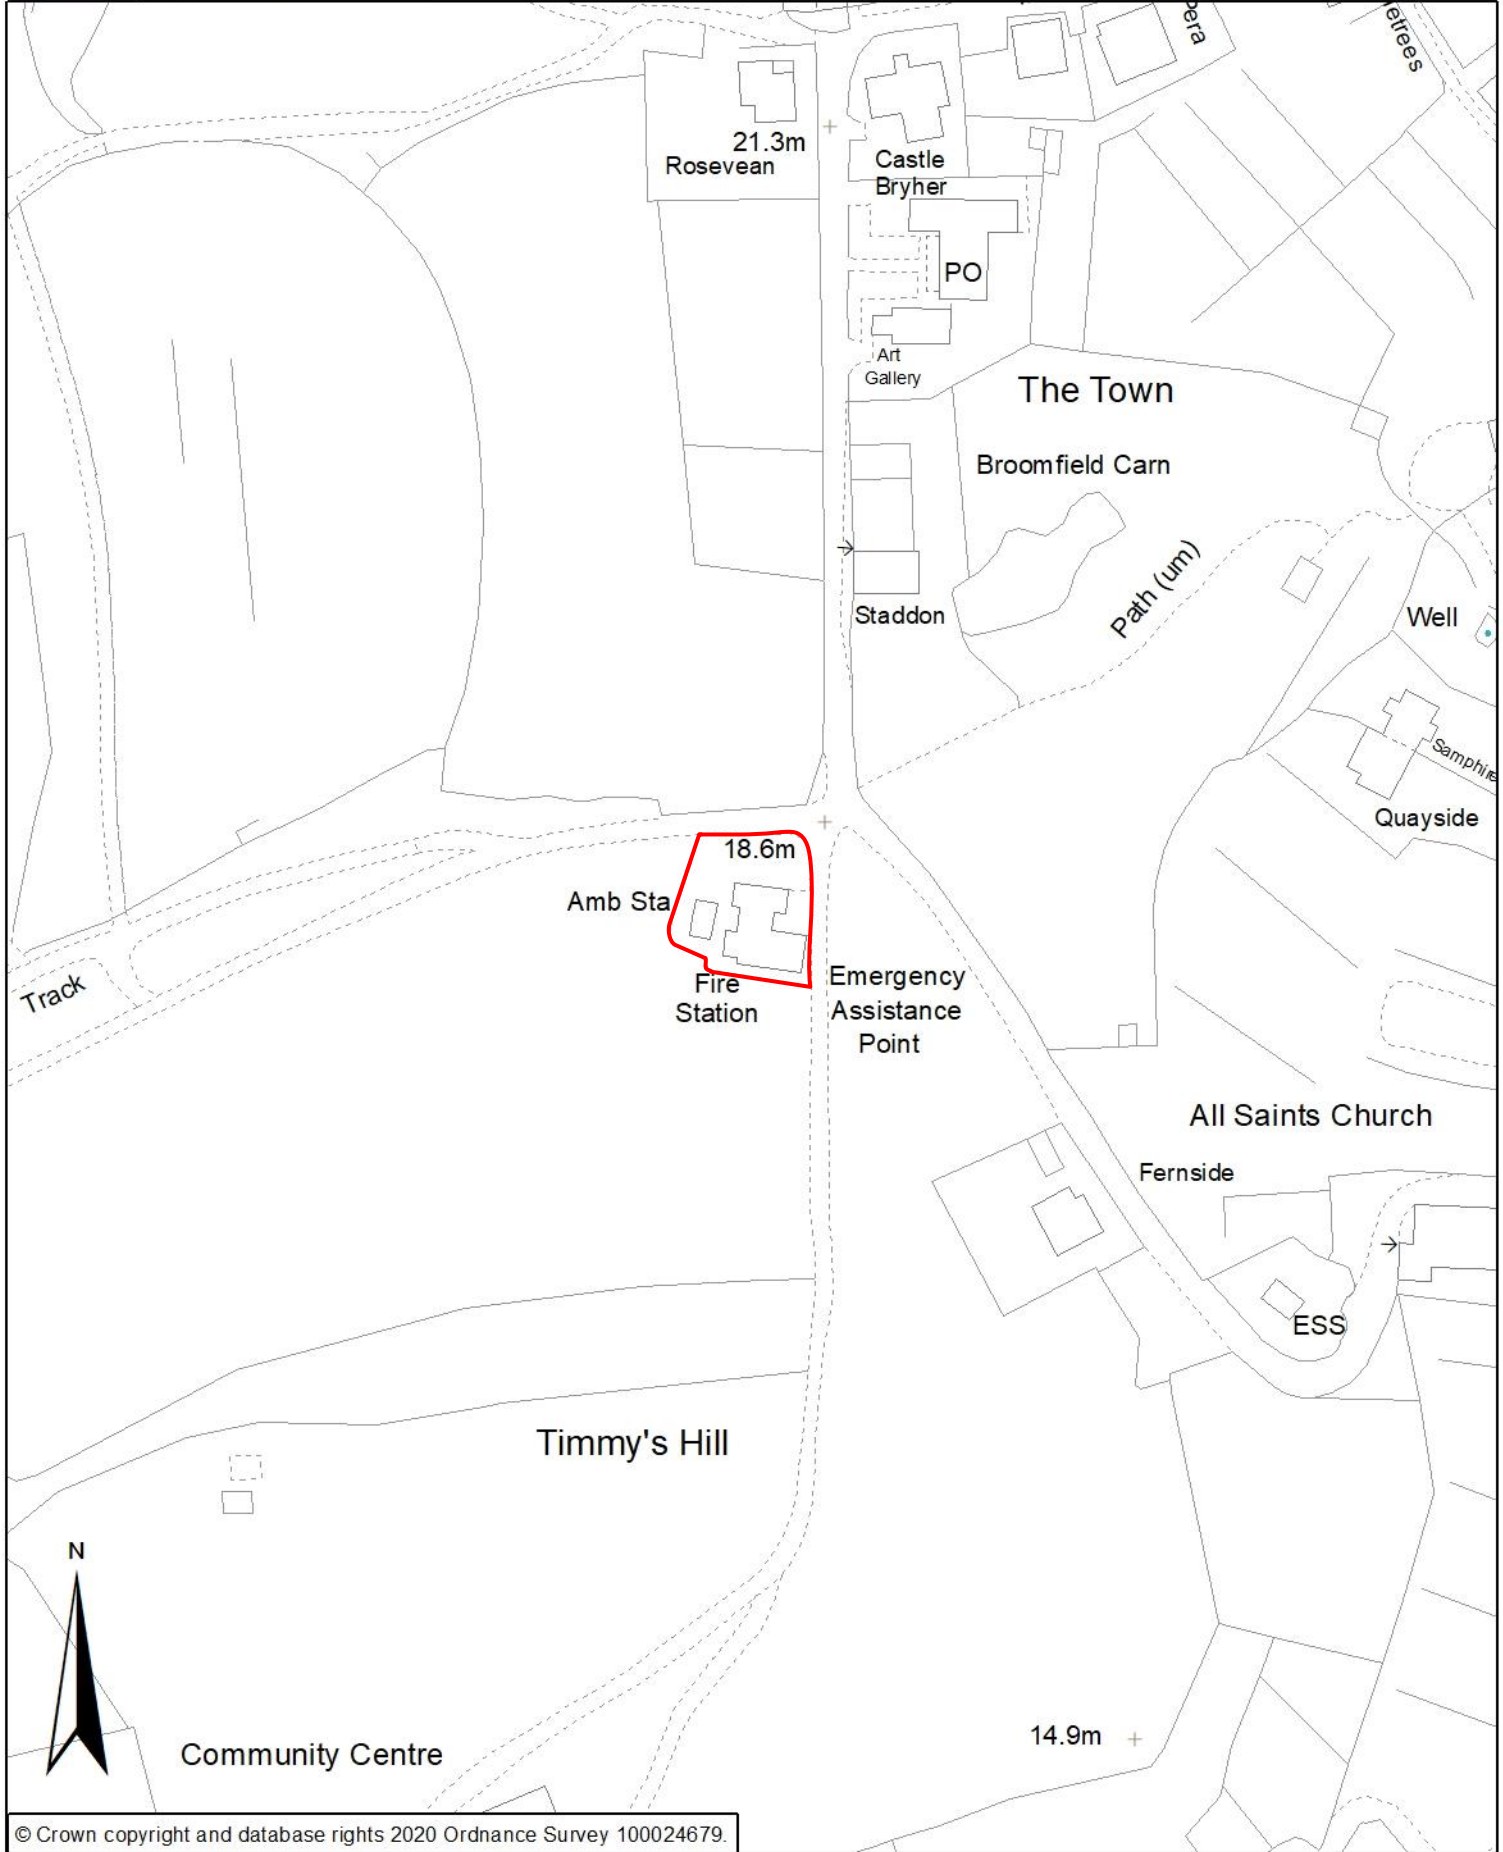 21.3m
Rosevean
Castle
Bryher
PO
Art
Gallery
The Town
Broomfield Carn
Path (um)
Staddon
Well
Samphire
Quayside
18.6m
Amb Sta
Fire
Station
Emergency
Assistance
Point
Track
All Saints Church
Fernside
ESS
Timmy's Hill
N
14.9m
Community Centre
© Crown copyright and database rights 2020 Ordnance Survey 100024679.